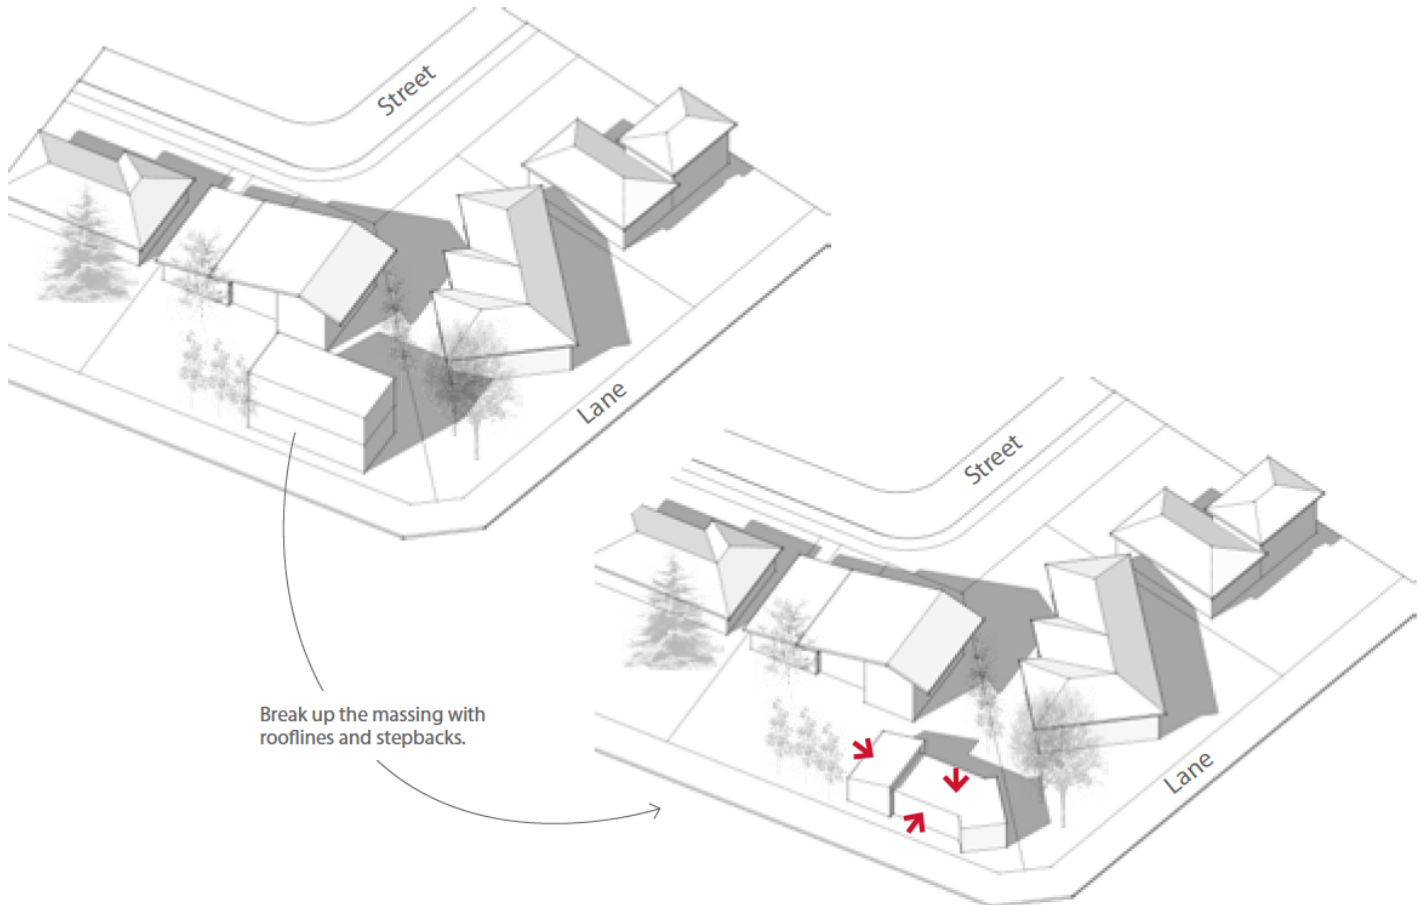 Street
Lane
Street
Lane
Break up the massing with
rooflines and stepbacks.